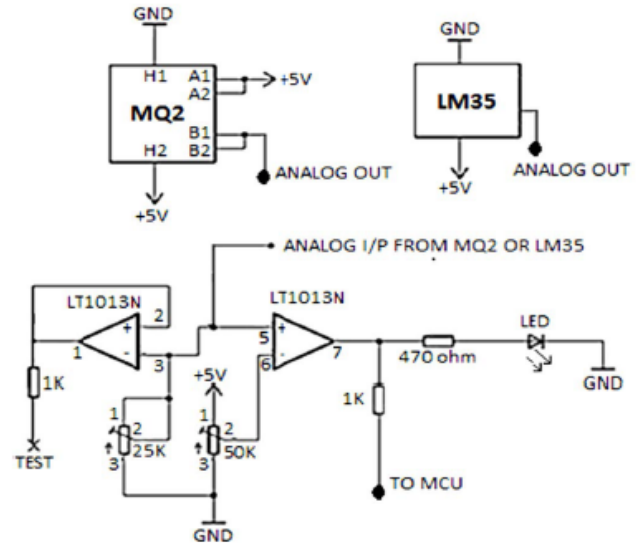 GND
H1 A1
A2
+5V
MQ2
B1
H2 B2
ANALOG OUT
+5V
GND
LM35
+5V
ANALOG OUT
ANALOG I/P FROM MQ2 OR LM35
LT1013N
2
+
-
1
3
1K
TEST
1
2
25K
3
LT1013N
5
+
6
-
7
+5V
1
2
50K
3
GND
470 ohm
LED
GND
1K
TO MCU